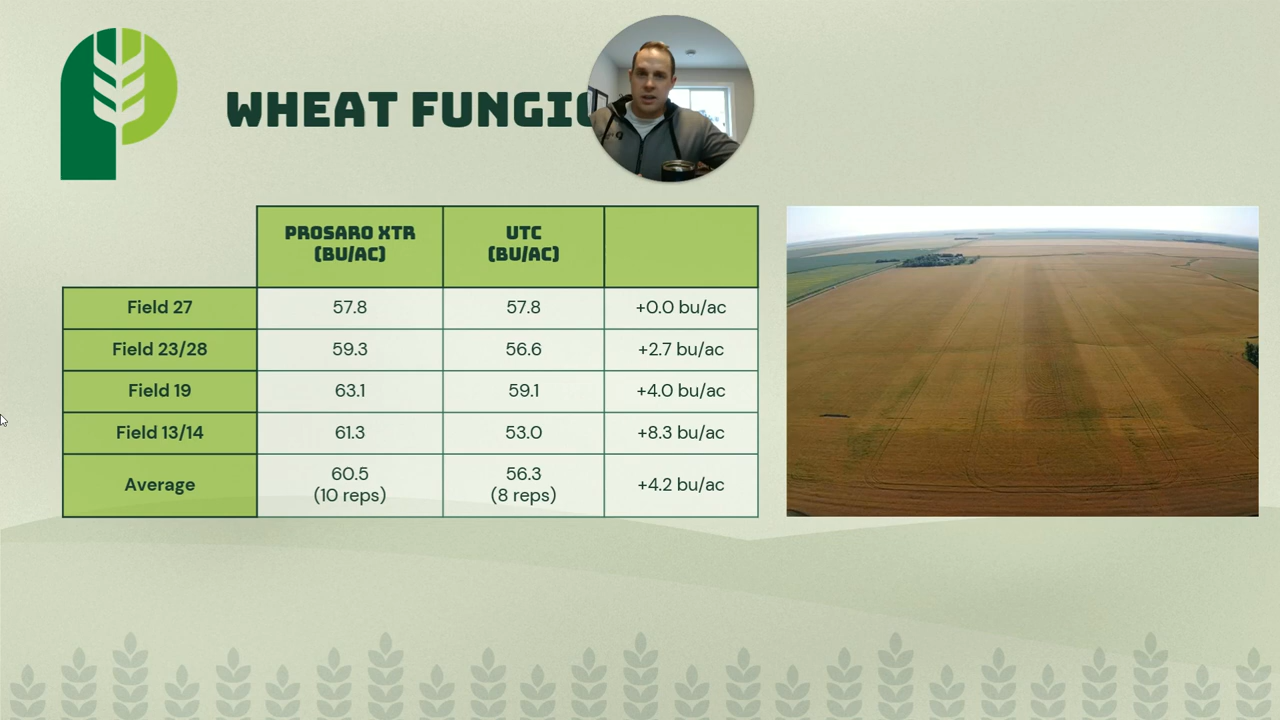 WHEAT FUNGIC
PROSARO XTR
(BU/AC)
UTC
(BU/AC)
Field 27
57.8
57.8
+0.0 bu/ac
Field 23/28
59.3
56.6
+2.7 bu/ac
Field 19
63.1
59.1
+4.0 bu/ac
Field 13/14
61.3
53.0
+8.3 bu/ac
Average
60.5
(10 reps)
56.3
(8 reps)
+4.2 bu/ac